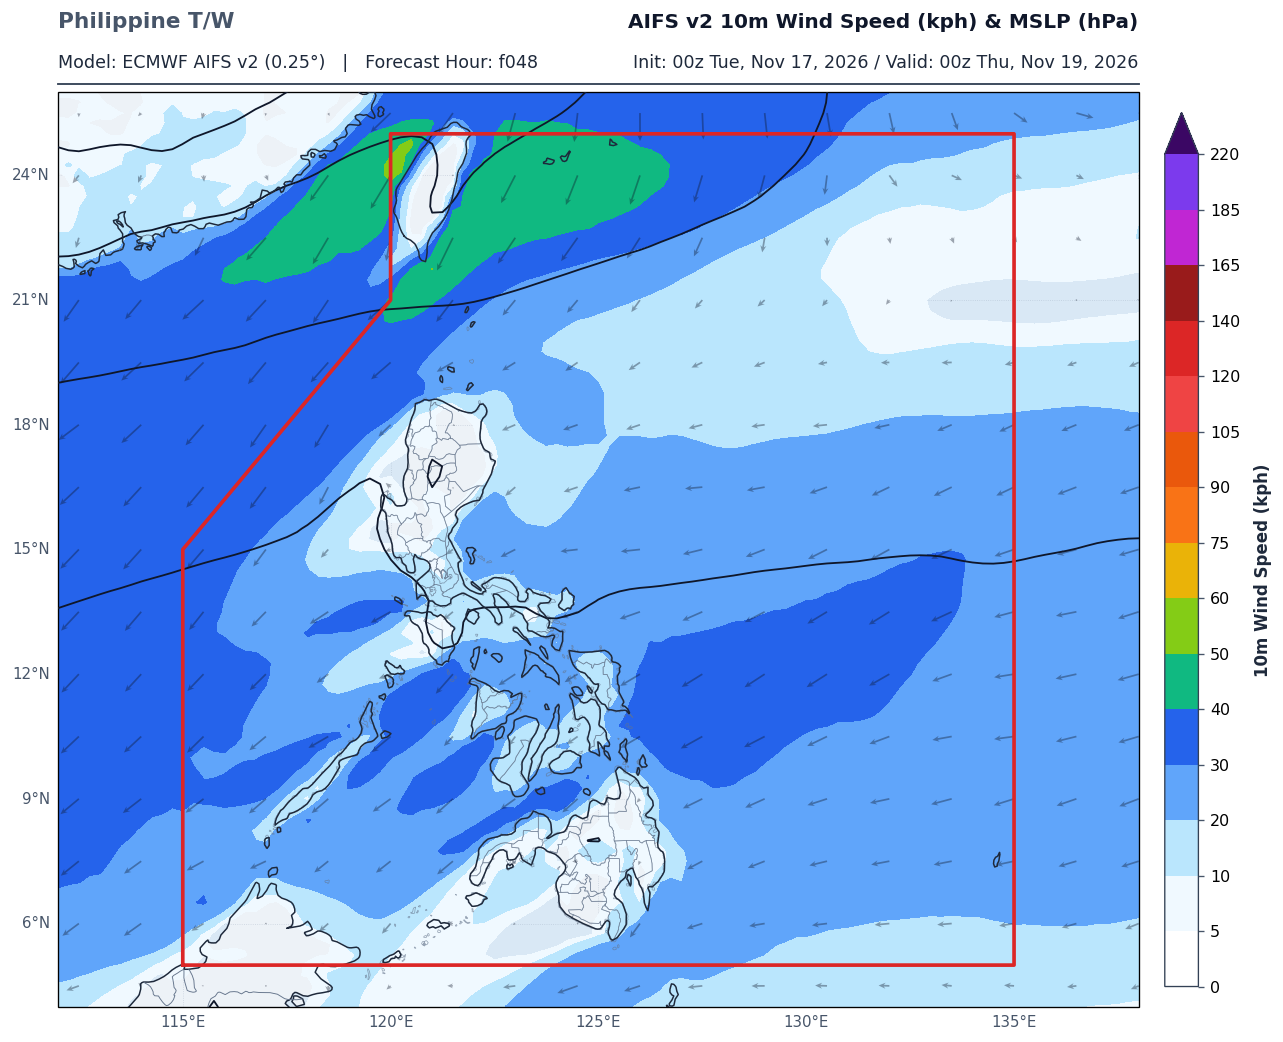 Philippine T/W
AIFS v2 10m Wind Speed (kph) & MSLP (hPa)
Model: ECMWF AIFS v2 (0.25°) | Forecast Hour: f048
Init: 00z Tue, Nov 17, 2026 / Valid: 00z Thu, Nov 19, 2026
24°N
21°N
18°N
15°N
12°N
9°N
6°N
115°E
120°E
125°E
130°E
135°E
220
185
165
140
120
105
90
75
60
50
40
30
20
10
5
0
10m Wind Speed (kph)